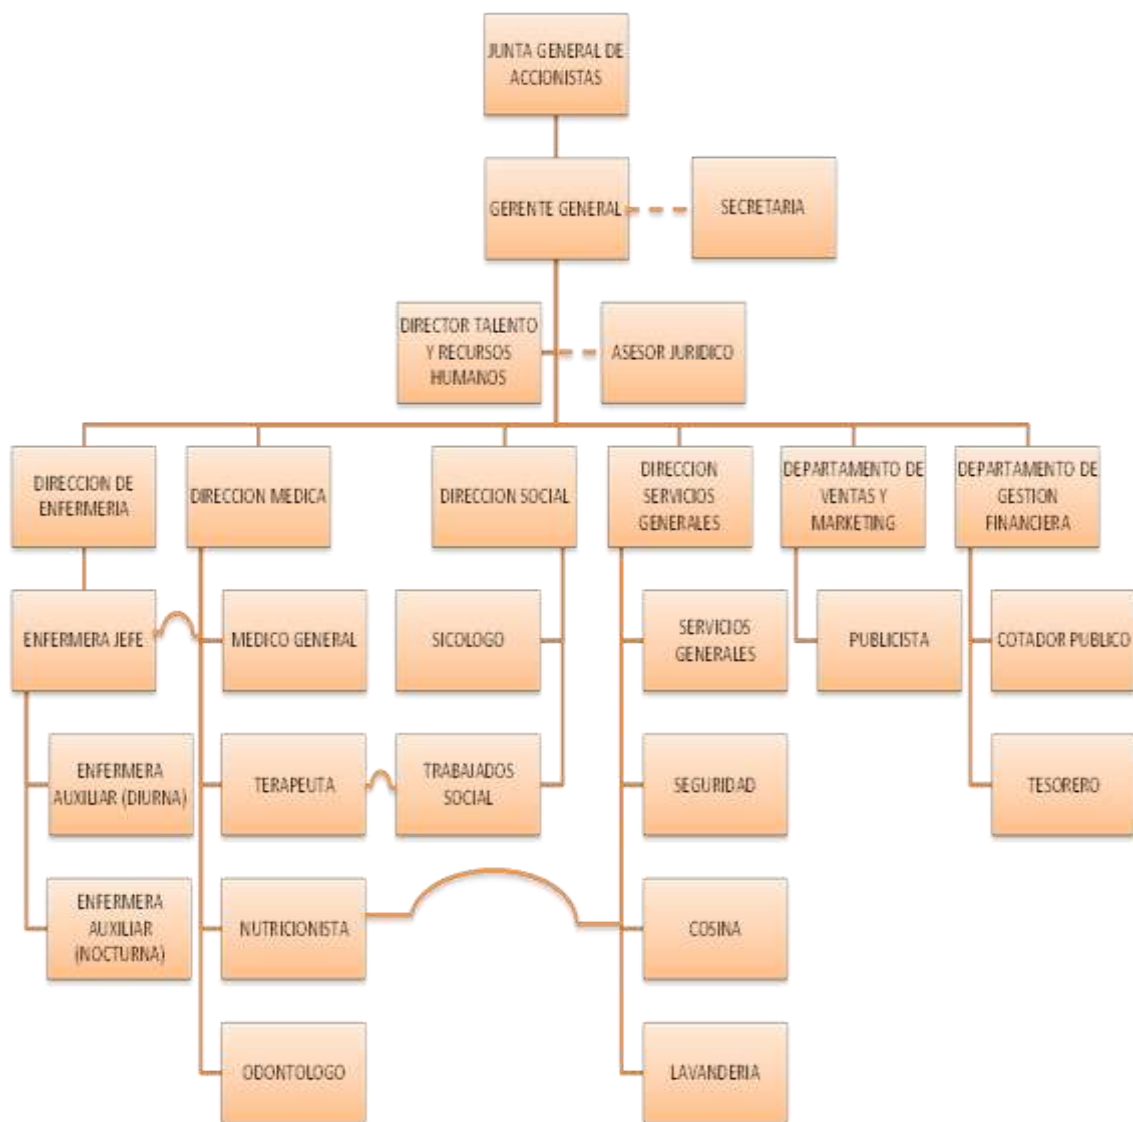 JUNTA GENERAL DE
ACCIONISTAS
GERENTE GENERAL
SECRETARIA
DIRECTOR TALENTO
Y RECURSOS
HUMANOS
ASESOR JURIDICO
DIRECCION DE
ENFERMERIA
DIRECCION MEDICA
DIRECCION SOCIAL
DIRECCION
SERVICIOS
GENERALES
DEPARTAMENTO DE
VENTAS Y
MARKETING
DEPARTAMENTO DE
GESTION
FINANCIERA
ENFERMERA JEFE
MEDICO GENERAL
SICOLOGO
SERVICIOS
GENERALES
PUBLICISTA
COTADOR PUBLICO
ENFERMERA
AUXILIAR (DIURNA)
TERAPEUTA
TRABAJADOS
SOCIAL
SEGURIDAD
TESORERO
ENFERMERA
AUXILIAR
(NOCTURNA)
NUTRICIONISTA
COSINA
ODONTOLOGO
LAVANDERIA